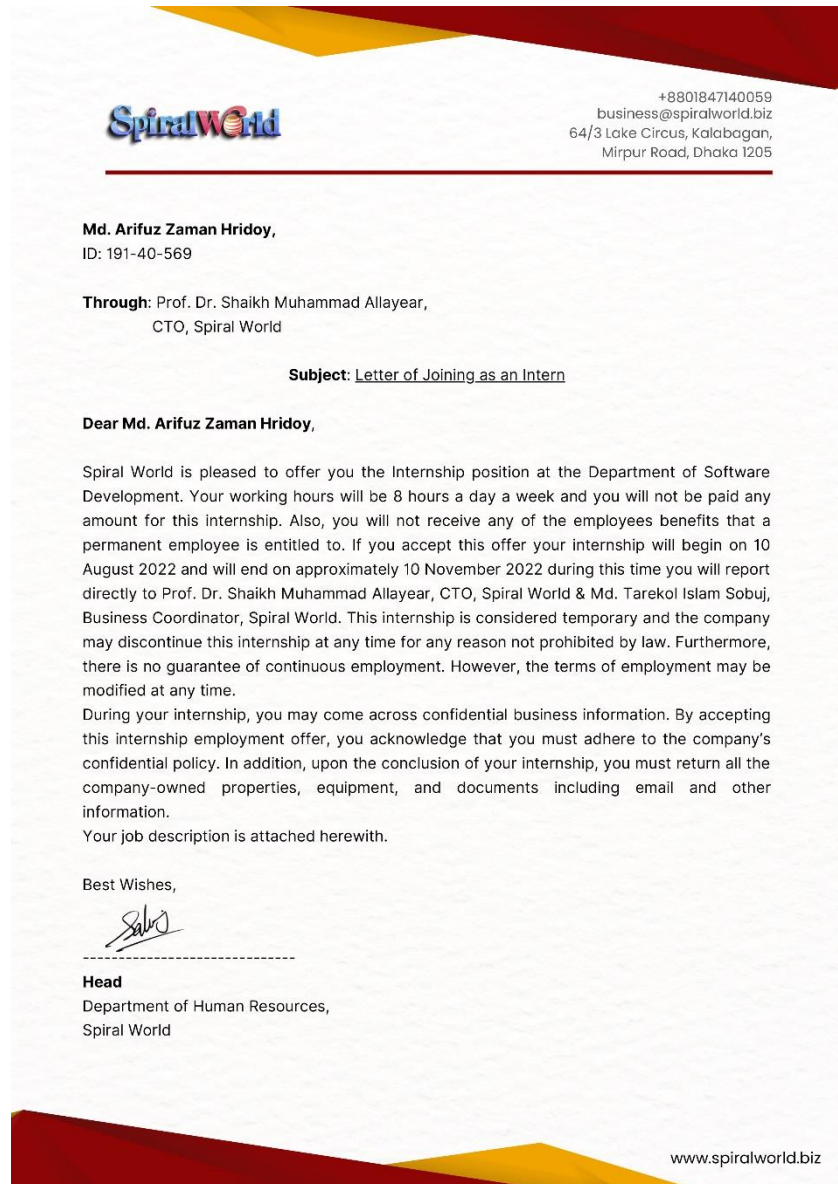 SpiralWorld
+8801847140059
business@spiralworld.biz
64/3 Lake Circus, Kalabagan,
Mirpur Road, Dhaka 1205
Md. Arifuz Zaman Hridoy,
ID: 191-40-569
Through: Prof. Dr. Shaikh Muhammad Allayear,
CTO, Spiral World
Subject: Letter of Joining as an Intern
Dear Md. Arifuz Zaman Hridoy,
Spiral World is pleased to offer you the Internship position at the Department of Software
Development. Your working hours will be 8 hours a day a week and you will not be paid any
amount for this internship. Also, you will not receive any of the employees benefits that a
permanent employee is entitled to. If you accept this offer your internship will begin on 10
August 2022 and will end on approximately 10 November 2022 during this time you will report
directly to Prof. Dr. Shaikh Muhammad Allayear, CTO, Spiral World & Md. Tarekol Islam Sobuj,
Business Coordinator, Spiral World. This internship is considered temporary and the company
may discontinue this internship at any time for any reason not prohibited by law. Furthermore,
there is no guarantee of continuous employment. However, the terms of employment may be
modified at any time.
During your internship, you may come across confidential business information. By accepting
this internship employment offer, you acknowledge that you must adhere to the company's
confidential policy. In addition, upon the conclusion of your internship, you must return all the
company-owned properties, equipment, and documents including email and other
information.
Your job description is attached herewith.
Best Wishes,
------------------------------
Head
Department of Human Resources,
Spiral World
www.spiralworld.biz